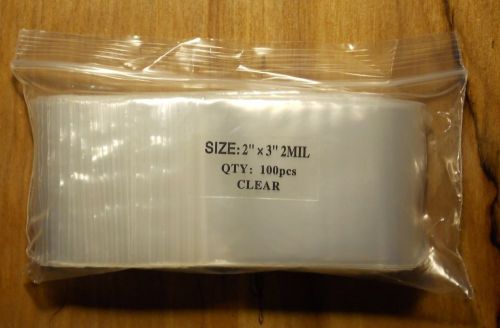 SIZE: 2" × 3" 2MIL
QTY: 100pcs
CLEAR